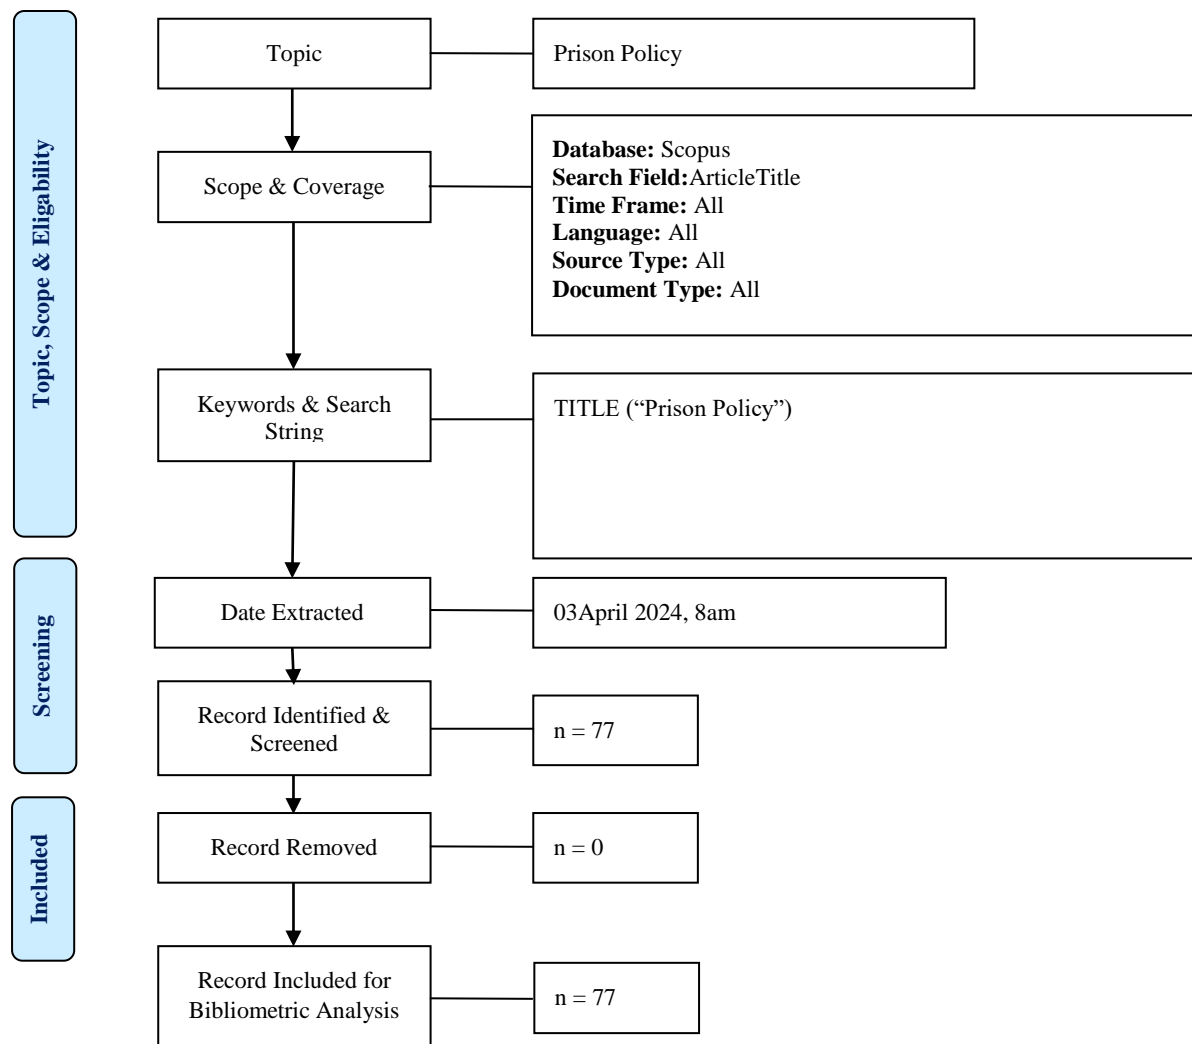 Topic, Scope & Eligability
Topic
Prison Policy
Scope & Coverage
Database: Scopus
Search Field:ArticleTitle
Time Frame: All
Language: All
Source Type: All
Document Type: All
Keywords & Search
String
TITLE (“Prison Policy”)
Screening
Date Extracted
03April 2024, 8am
Record Identified &
Screened
n = 77
Included
Record Removed
n = 0
Record Included for
Bibliometric Analysis
n = 77